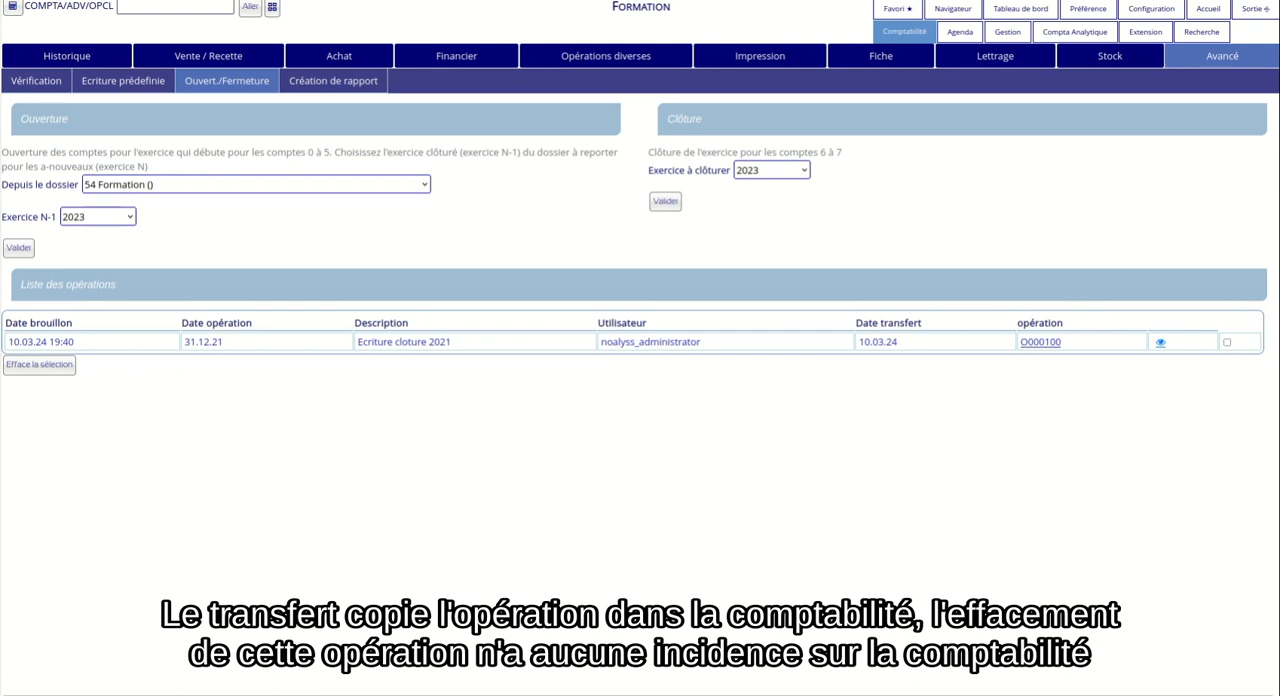 COMPTA/ADV/OPCL
Aller
Formation
Favori ★
Navigateur
Tableau de bord
Préférence
Configuration
Accueil
Sortie
Comptabilité
Agenda
Gestion
Compta Analytique
Extension
Recherche
Historique
Vente / Recette
Achat
Financier
Opérations diverses
Impression
Fiche
Lettrage
Stock
Avancé
Vérification
Ecriture prédefinie
Ouvert./Fermeture
Création de rapport
Ouverture
Ouverture des comptes pour l'exercice qui débute pour les comptes 0 à 5. Choisissez l'exercice clôturé (exercice N-1) du dossier à reporter
pour les a-nouveaux (exercice N)
Depuis le dossier 54 Formation ()
Exercice N-1 2023
Valider
Clôture
Clôture de l'exercice pour les comptes 6 à 7
Exercice à clôturer 2023
Valider
Liste des opérations
Date brouillon Date opération Description Utilisateur Date transfert opération
10.03.24 19:40 31.12.21 Ecriture cloture 2021 noalyss_administrator 10.03.24 O000100
Efface la sélection
Le transfert copie l'opération dans la comptabilité, l'effacement
de cette opération n'a aucune incidence sur la comptabilité